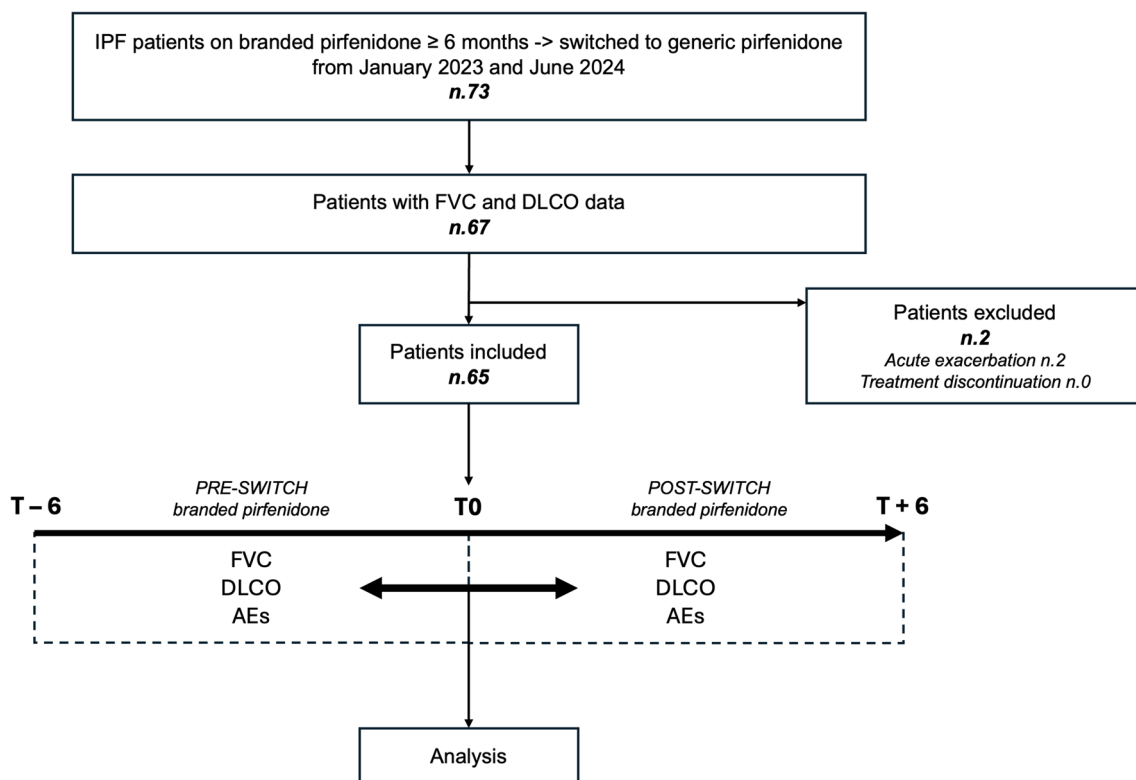 IPF patients on branded pirfenidone ≥ 6 months -> switched to generic pirfenidone
from January 2023 and June 2024
n.73
Patients with FVC and DLCO data
n.67
Patients excluded
n.2
Acute exacerbation n.2
Treatment discontinuation n.0
Patients included
n.65
T – 6
PRE-SWITCH
branded pirfenidone
T0
POST-SWITCH
branded pirfenidone
T + 6
FVC
DLCO
AEs
FVC
DLCO
AEs
Analysis